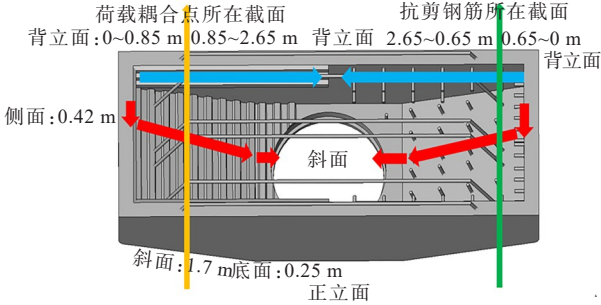 荷载耦合点所在截面 抗剪钢筋所在截面
背立面:0~0.85 m 0.85~2.65 m 背立面 2.65~0.65 m 0.65~0 m
背立面
侧面:0.42 m
斜面
斜面:1.7 m 底面:0.25 m
正立面